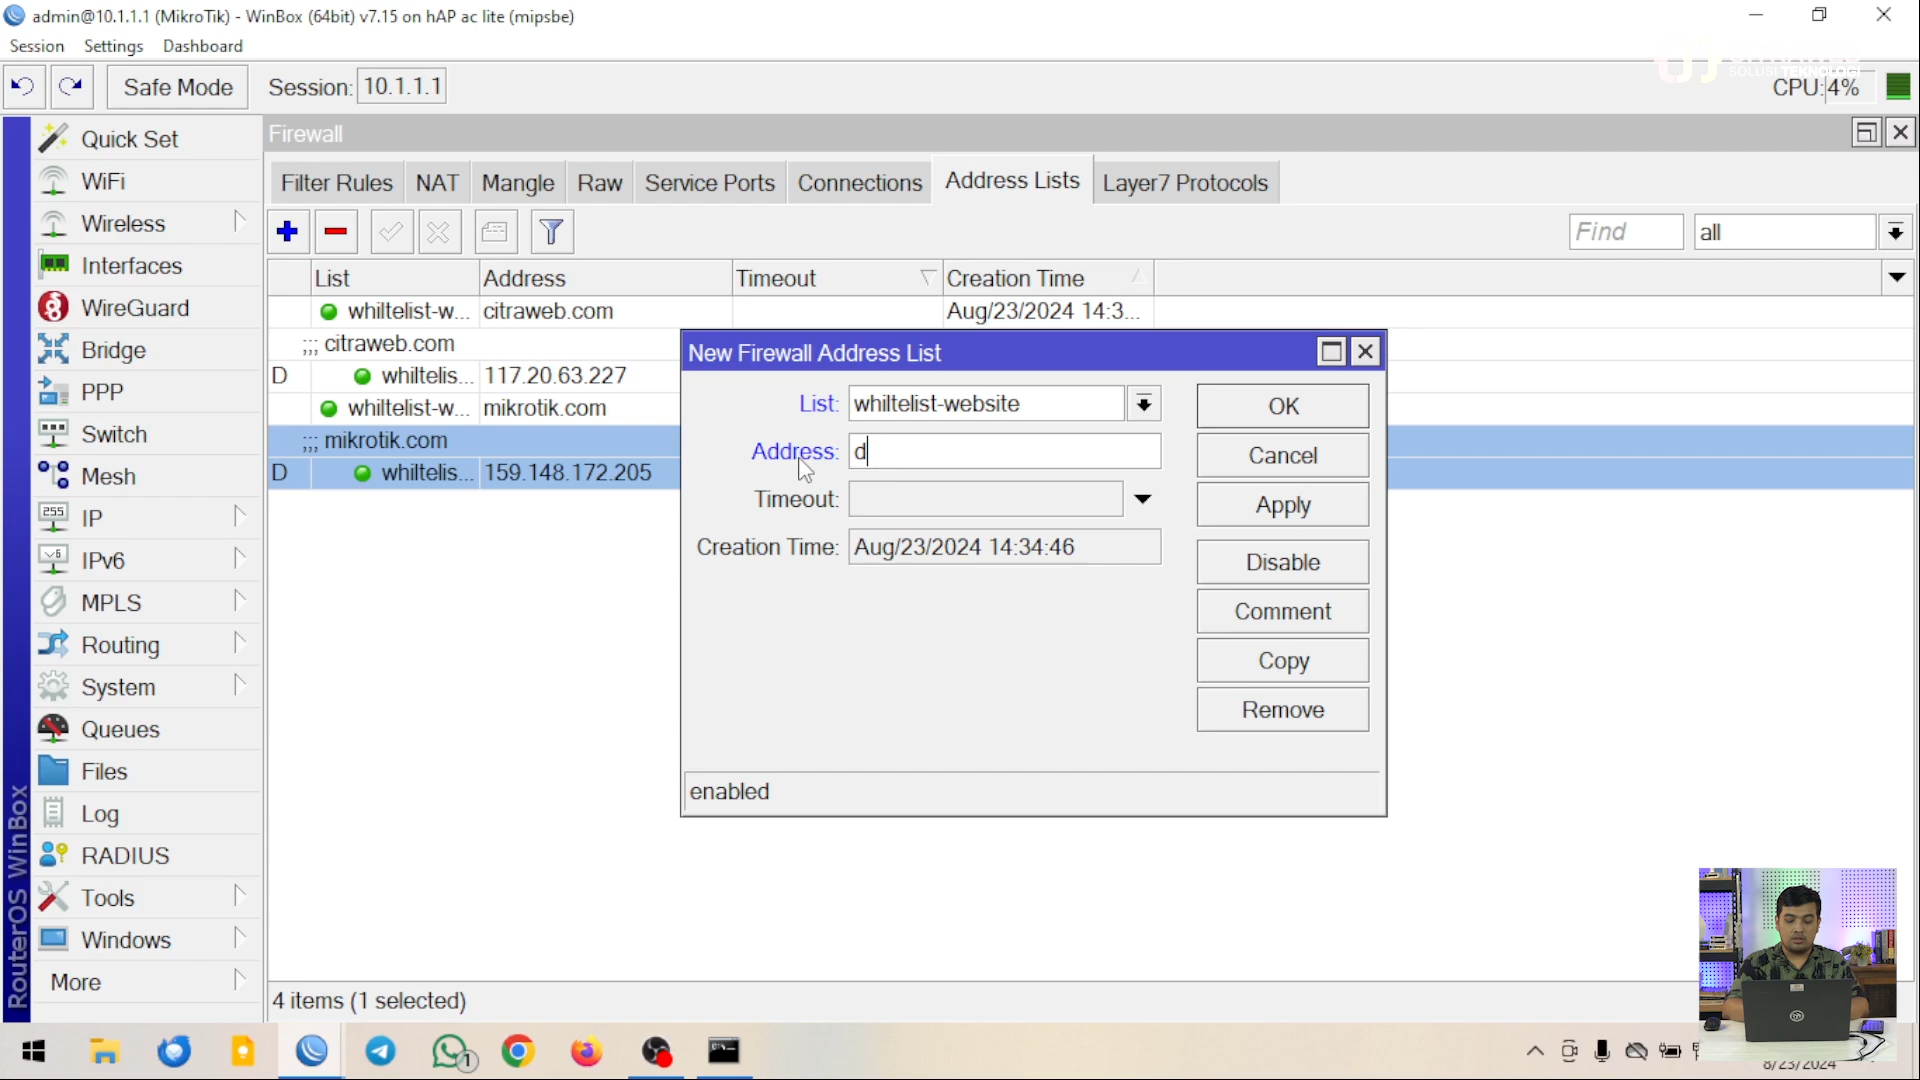 admin@10.1.1.1 (MikroTik) - WinBox (64bit) v7.15 on hAP ac lite (mipsbe)
Session Settings Dashboard
SOLUSI TEKNOLOGI
Safe Mode Session: 10.1.1.1 CPU: 4%
Quick Set
WiFi
Wireless
Interfaces
WireGuard
Bridge
PPP
Switch
Mesh
IP
IPv6
MPLS
Routing
System
Queues
Files
Log
RADIUS
Tools
Windows
More
RouterOS WinBox
Firewall
Filter Rules NAT Mangle Raw Service Ports Connections Address Lists Layer7 Protocols
Find all
List Address Timeout Creation Time
whiltelist-w... citraweb.com Aug/23/2024 14:3...
;;; citraweb.com
D whiltelis... 117.20.63.227
whiltelist-w... mikrotik.com
;;; mikrotik.com
D whiltelis... 159.148.172.205
New Firewall Address List
List: whiltelist-website
Address: d
Timeout:
Creation Time: Aug/23/2024 14:34:46
OK
Cancel
Apply
Disable
Comment
Copy
Remove
enabled
4 items (1 selected)
1
8/23/2024